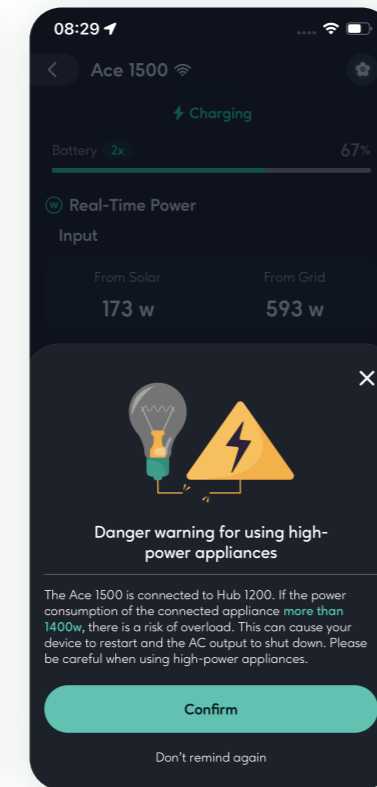 08:29
Ace 1500
Charging
Battery 2x 67%
W Real-Time Power
Input
From Solar From Grid
173 w 593 w
Danger warning for using high-
power appliances
The Ace 1500 is connected to Hub 1200. If the power
consumption of the connected appliance more than
1400w, there is a risk of overload. This can cause your
device to restart and the AC output to shut down. Please
be careful when using high-power appliances.
Confirm
Don't remind again